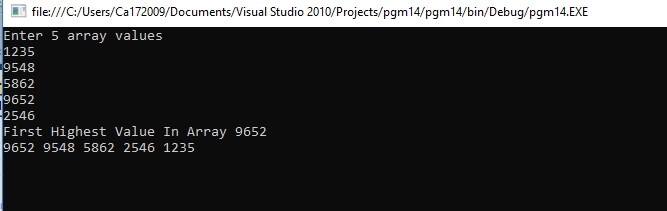 file:///C:/Users/Ca172009/Documents/Visual Studio 2010/Projects/pgm14/pgm14/bin/Debug/pgm14.EXE
Enter 5 array values
1235
9548
5862
9652
2546
First Highest Value In Array 9652
9652 9548 5862 2546 1235